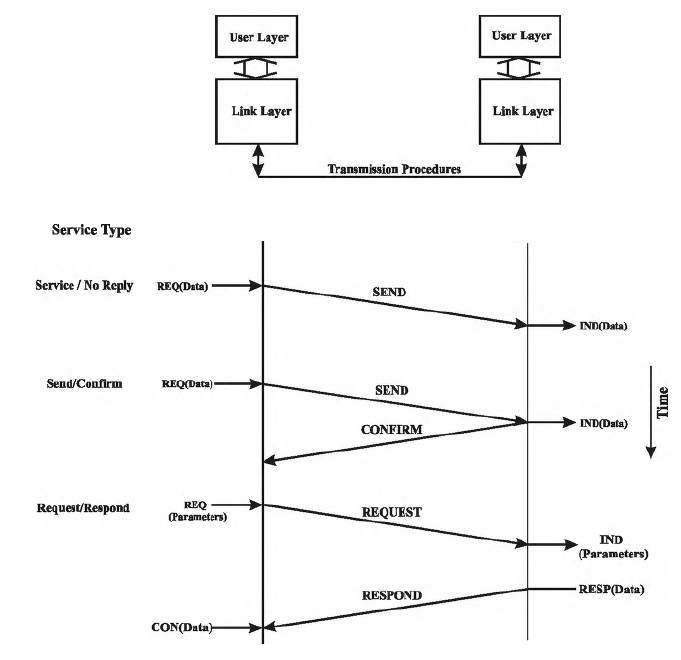 User Layer
User Layer
Link Layer
Link Layer
Transmission Procedures
Service Type
Service / No Reply
REQ(Data)
SEND
IND(Data)
Send/Confirm
REQ(Data)
SEND
IND(Data)
CONFIRM
Time
Request/Respond
REQ
(Parameters)
REQUEST
IND
(Parameters)
RESPOND
RESP(Data)
CON(Data)